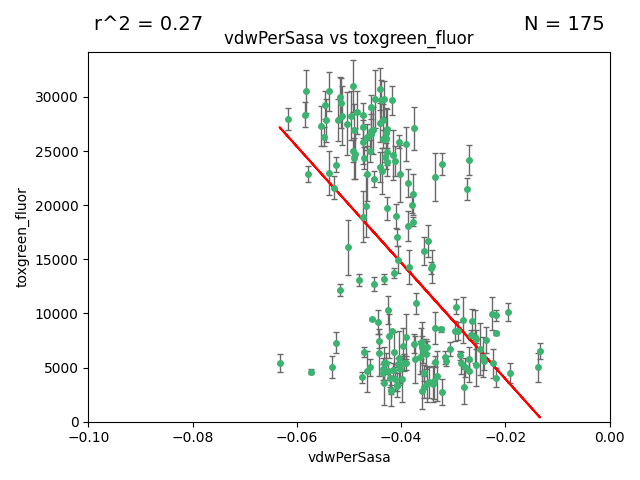 r^2 = 0.27
N = 175
vdwPerSasa vs toxgreen_fluor
toxgreen_fluor
30000
25000
20000
15000
10000
5000
0
−0.10
−0.08
−0.06
−0.04
−0.02
0.00
vdwPerSasa